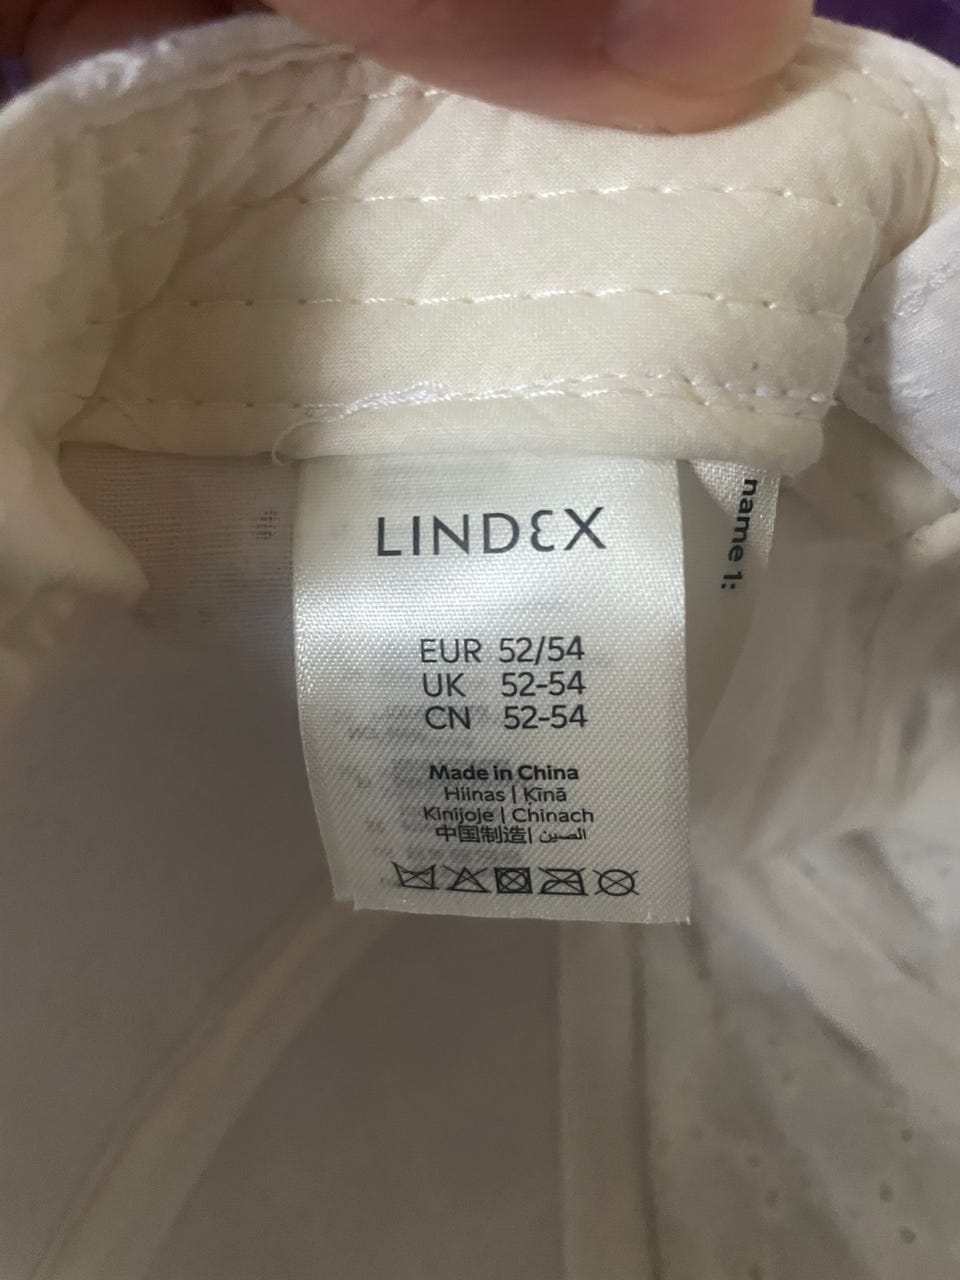 LINDEX
EUR 52/54
UK 52-54
CN 52-54
Made in China
Hiinas | Ķīnā
Kinijoje | Chinach
中国制造| الصين
name 1: